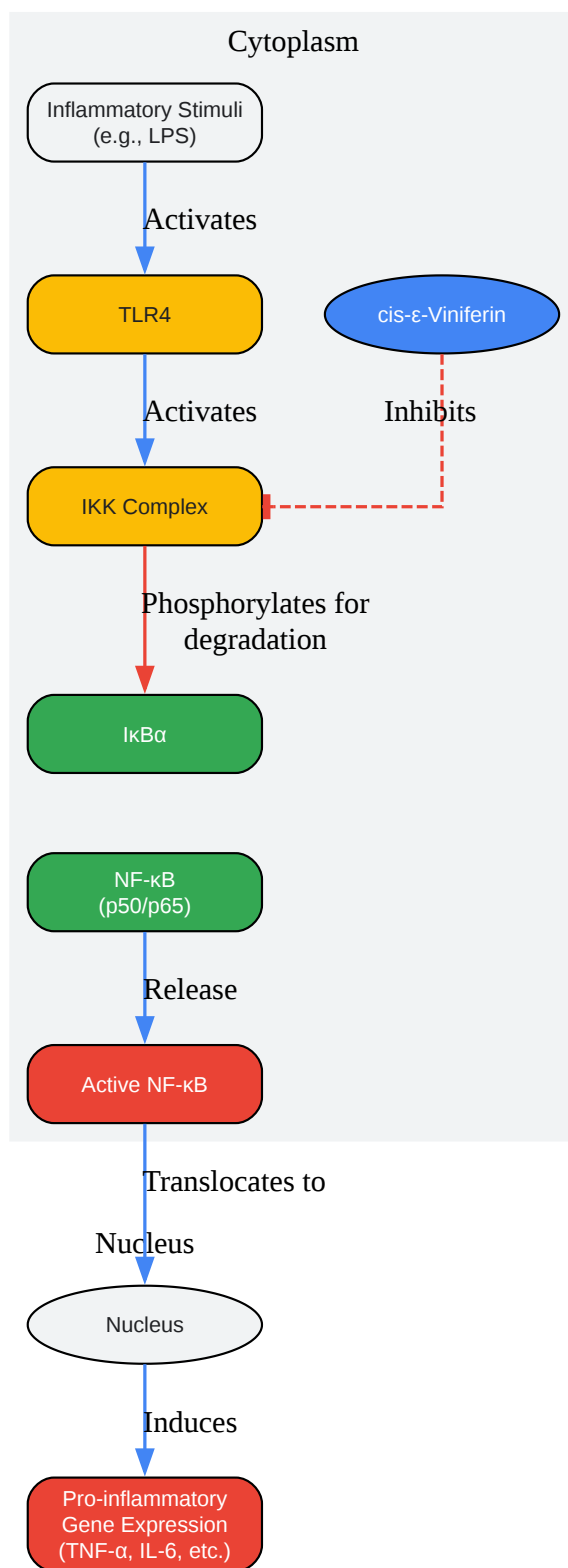 Cytoplasm
Inflammatory Stimuli
(e.g., LPS)
Activates
TLR4
cis-ε-Viniferin
Activates
Inhibits
IKK Complex
Phosphorylates for
degradation
IκBα
NF-κB
(p50/p65)
Release
Active NF-κB
Translocates to
Nucleus
Nucleus
Induces
Pro-inflammatory
Gene Expression
(TNF-α, IL-6, etc.)